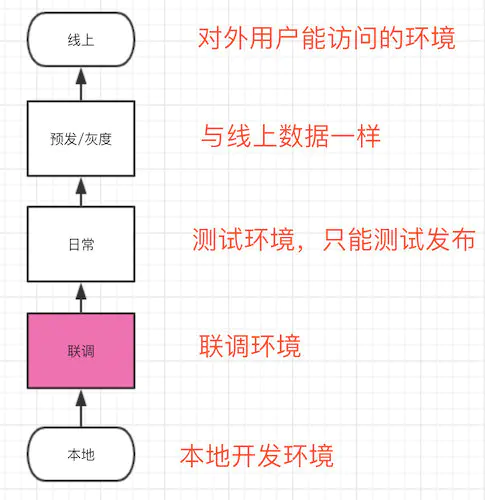 线上
对外用户能访问的环境
预发/灰度
与线上数据一样
日常
测试环境，只能测试发布
联调
联调环境
本地
本地开发环境